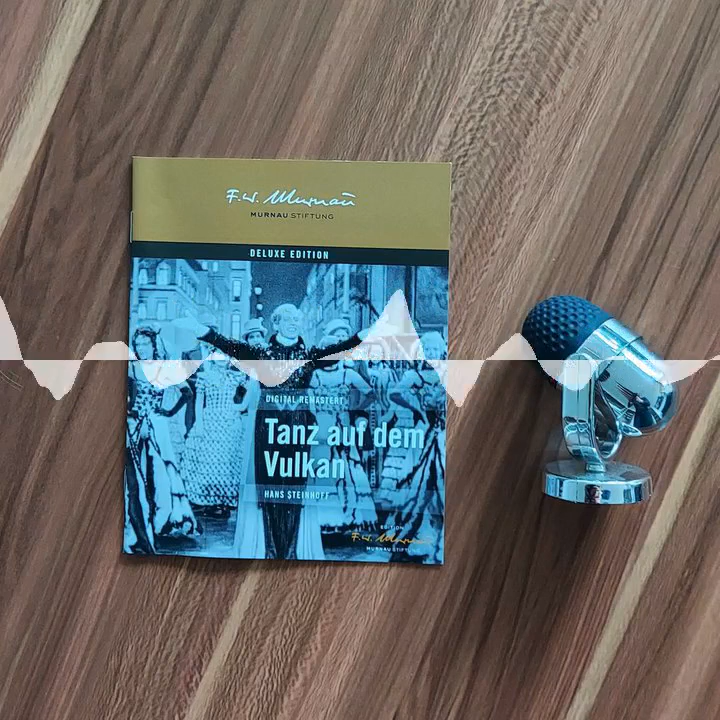 F.W. Murnau
MURNAU STIFTUNG
DELUXE EDITION
DIGITAL REMASTERT
Tanz auf dem
Vulkan
HANS STEINHOFF
EDITION
F.W. Murnau
MURNAU STIFTUNG